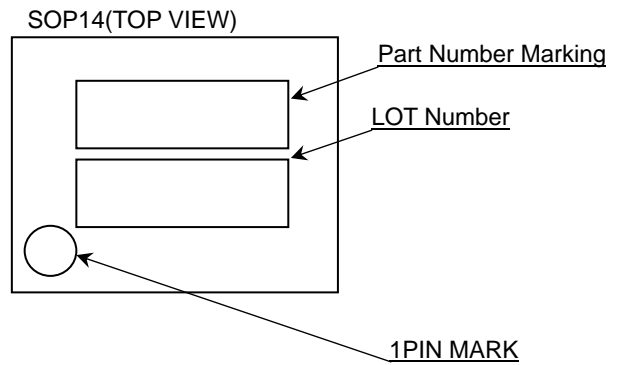 SOP14(TOP VIEW)
Part Number Marking
LOT Number
1PIN MARK